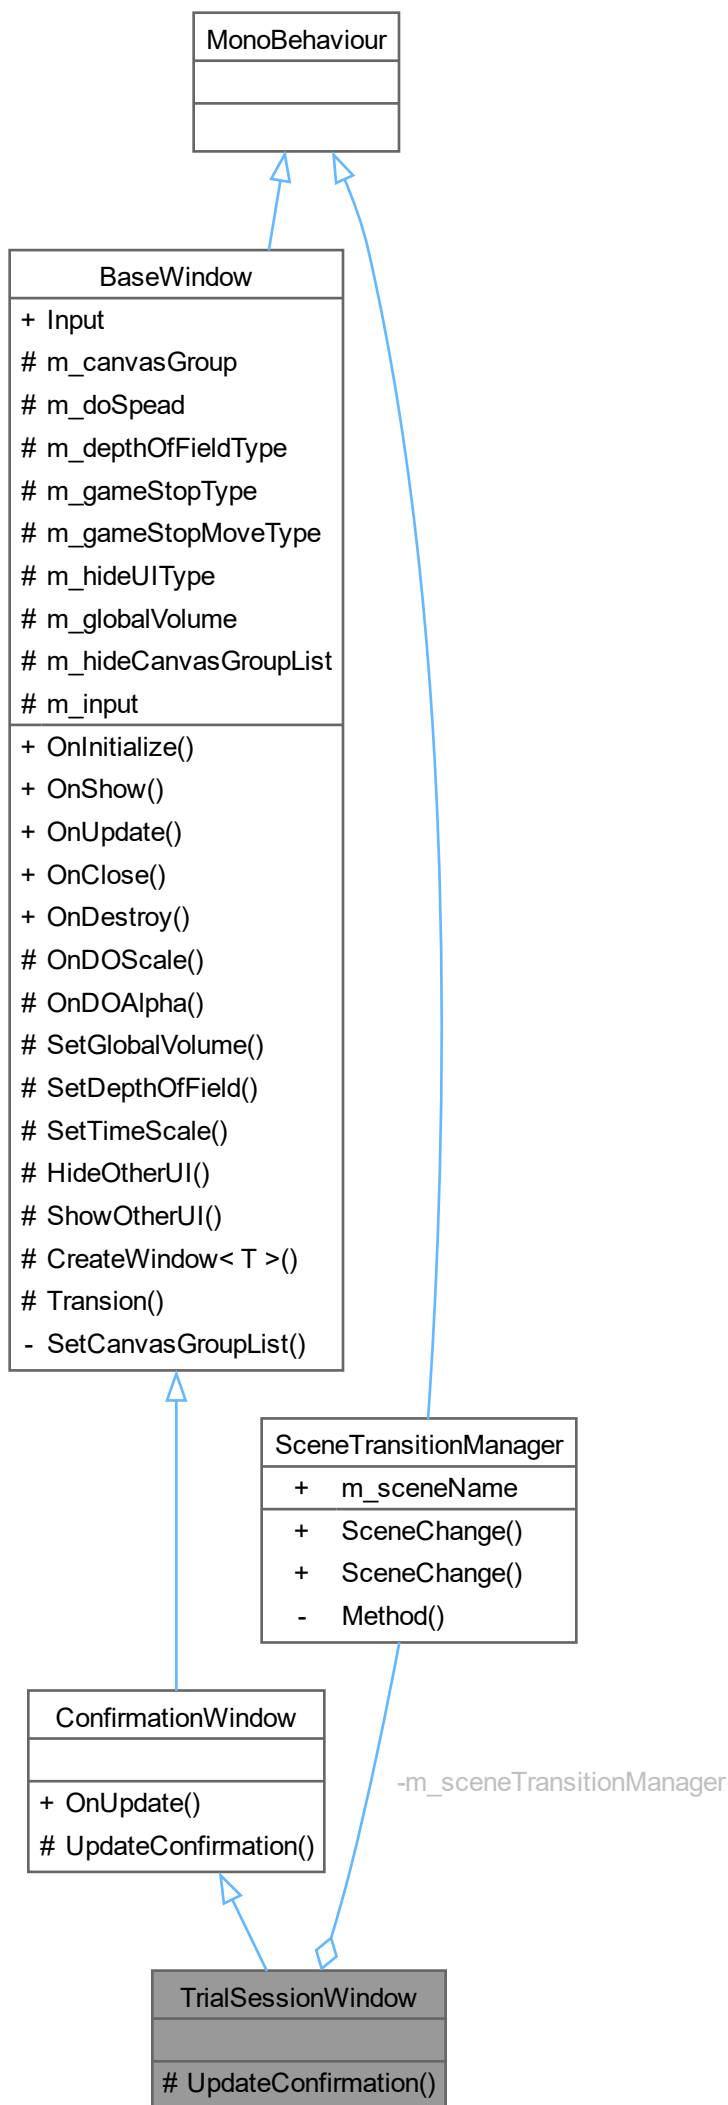 MonoBehaviour
BaseWindow
+ Input
# m_canvasGroup
# m_doSpead
# m_depthOfFieldType
# m_gameStopType
# m_gameStopMoveType
# m_hideUIType
# m_globalVolume
# m_hideCanvasGroupList
# m_input
+ OnInitialize()
+ OnShow()
+ OnUpdate()
+ OnClose()
+ OnDestroy()
# OnDOScale()
# OnDOAlpha()
# SetGlobalVolume()
# SetDepthOfField()
# SetTimeScale()
# HideOtherUI()
# ShowOtherUI()
# CreateWindow< T >()
# Transion()
- SetCanvasGroupList()
SceneTransitionManager
+ m_sceneName
+ SceneChange()
+ SceneChange()
- Method()
ConfirmationWindow
+ OnUpdate()
# UpdateConfirmation()
-m_sceneTransitionManager
TrialSessionWindow
# UpdateConfirmation()